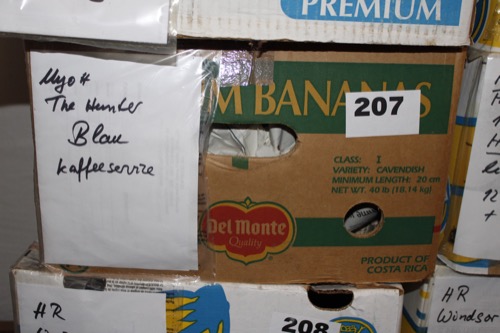 PREMIUM
Myott
The Hunter
Blau
Kaffeeservice
M BANANAS
207
CLASS: I
VARIETY: CAVENDISH
MINIMUM LENGTH: 20 cm
NET WT. 40 lb (18.14 kg)
Del Monte
Quality
PRODUCT OF
COSTA RICA
HR
208
HR
Windsor